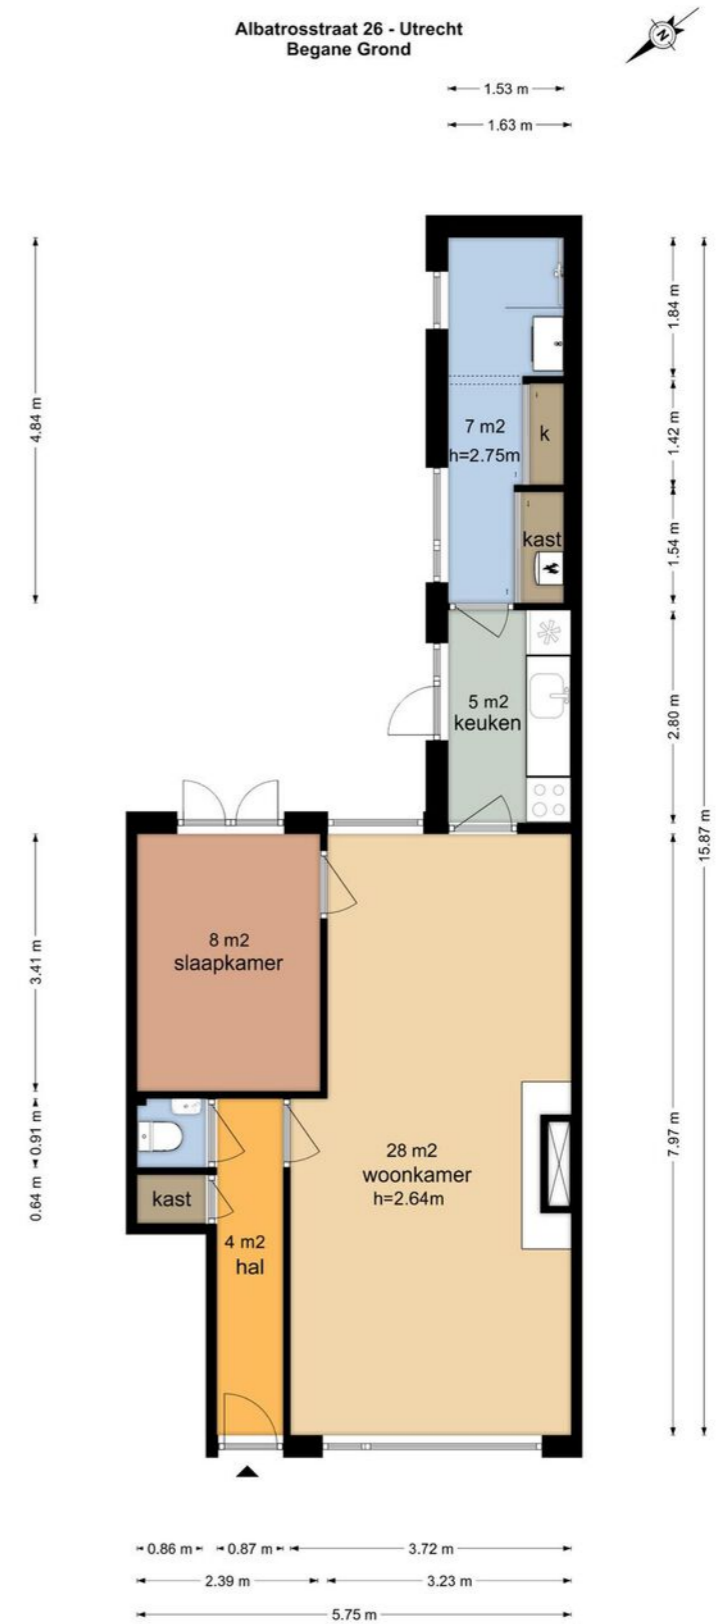 Albatrosstraat 26 - Utrecht
Begane Grond
N
1.53 m
1.63 m
4.84 m
1.84 m
7 m2
h=2.75m
k
1.42 m
kast
1.54 m
5 m2
keuken
2.80 m
15.87 m
8 m2
slaapkamer
3.41 m
0.91 m
0.64 m
kast
28 m2
woonkamer
h=2.64m
7.97 m
4 m2
hal
0.86 m
0.87 m
3.72 m
2.39 m
3.23 m
5.75 m